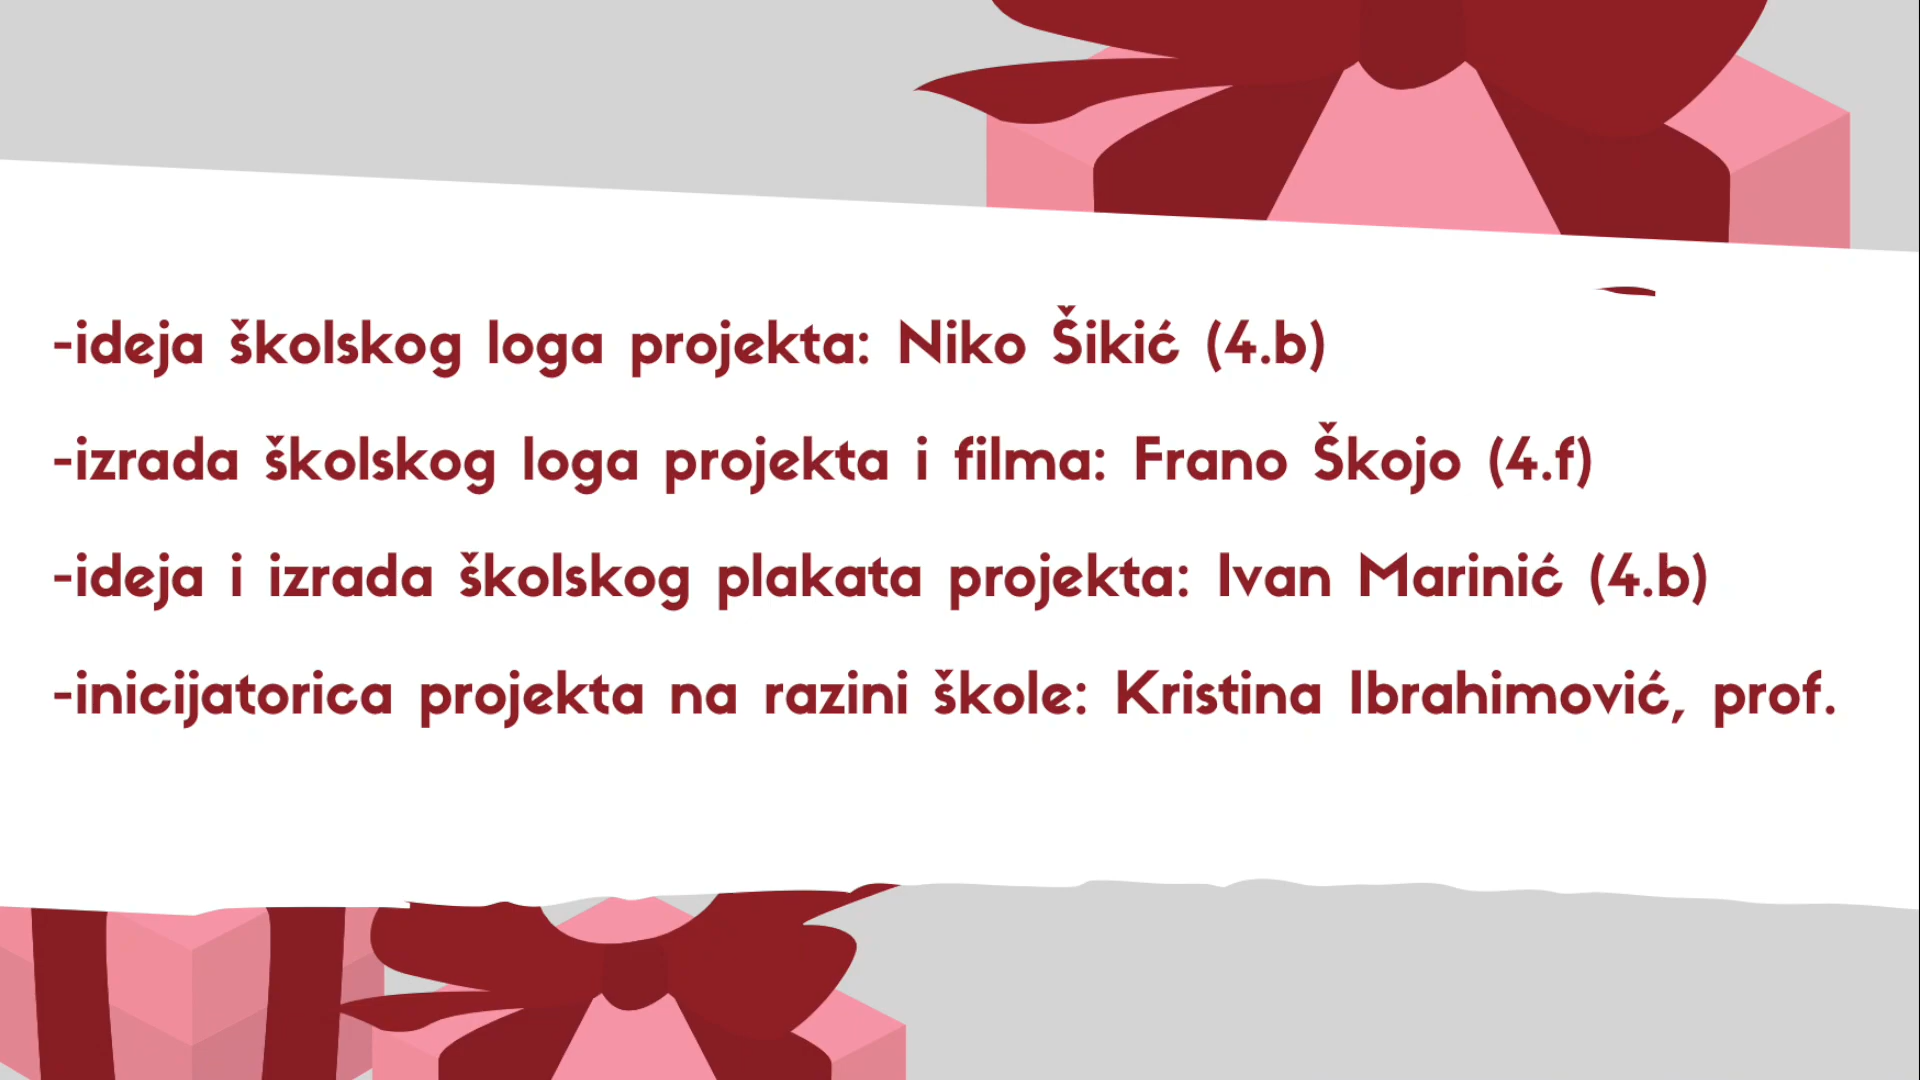 -ideja školskog loga projekta: Niko Šikić (4.b)
-izrada školskog loga projekta i filma: Frano Škojo (4.f)
-ideja i izrada školskog plakata projekta: Ivan Marinić (4.b)
-inicijatorica projekta na razini škole: Kristina Ibrahimović, prof.